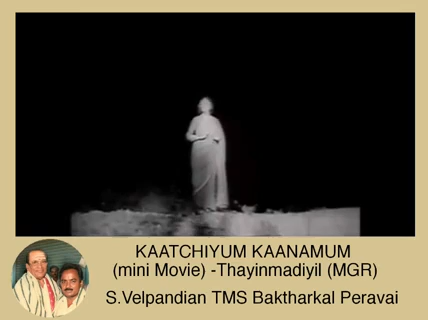 KAATCHIYUM KAANAMUM
(mini Movie) -Thayinmadiyil (MGR)
S.Velpandian TMS Baktharkal Peravai